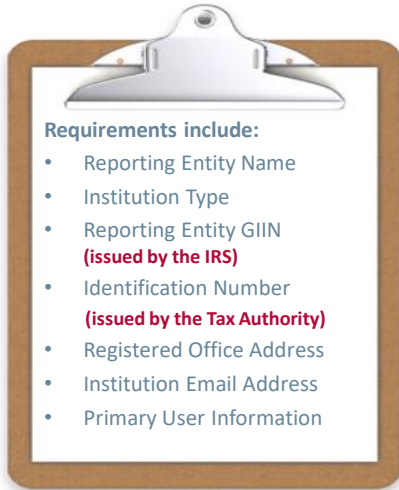 Requirements include:
• Reporting Entity Name
• Institution Type
• Reporting Entity GIIN
(issued by the IRS)
• Identification Number
(issued by the Tax Authority)
• Registered Office Address
• Institution Email Address
• Primary User Information